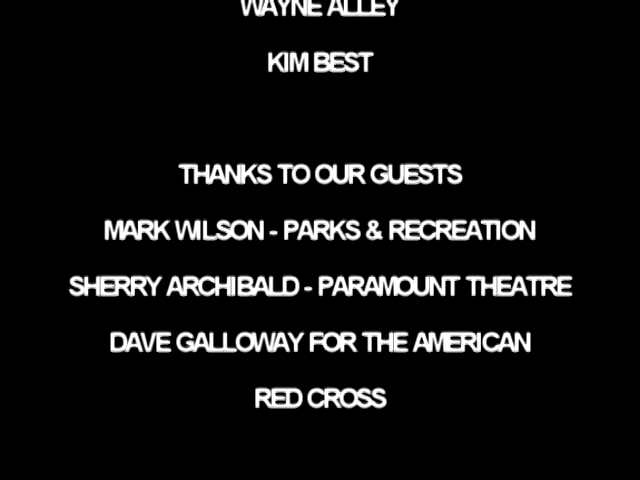 WAYNE ALLEY
KIM BEST
THANKS TO OUR GUESTS
MARK WILSON - PARKS & RECREATION
SHERRY ARCHIBALD - PARAMOUNT THEATRE
DAVE GALLOWAY FOR THE AMERICAN
RED CROSS